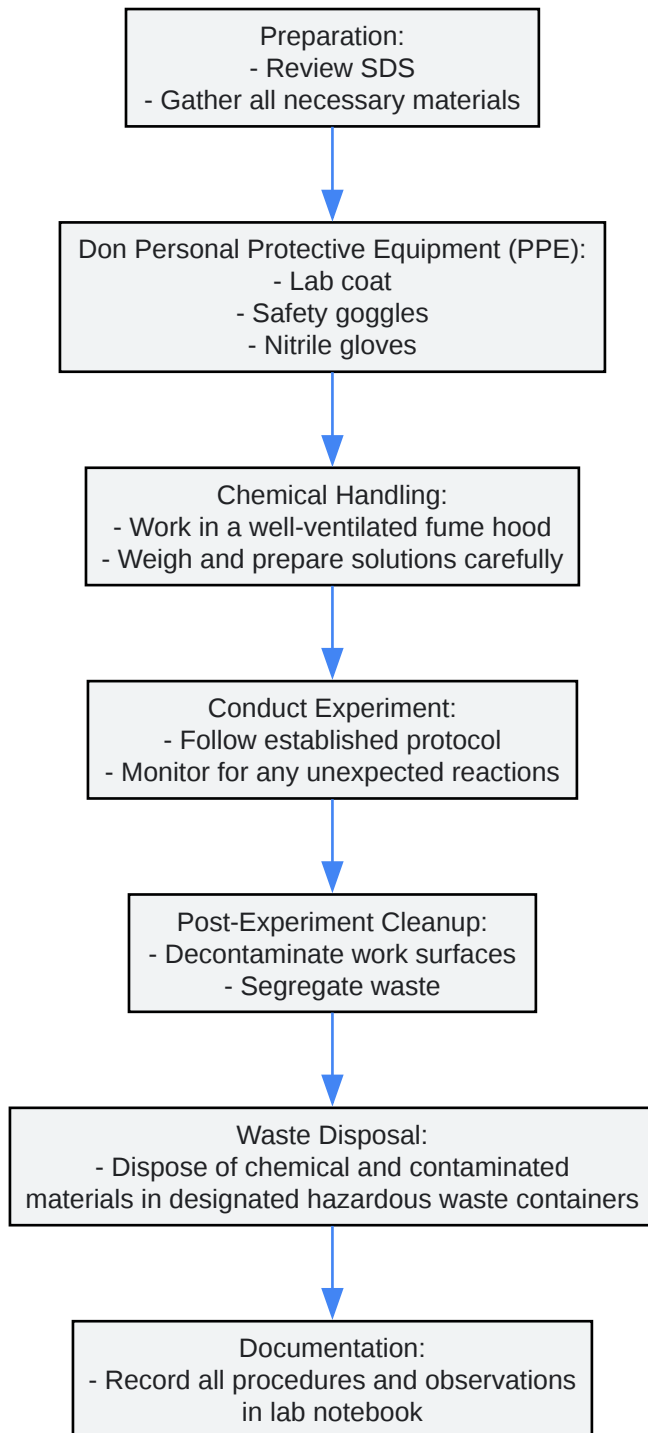 Preparation:
- Review SDS
- Gather all necessary materials
Don Personal Protective Equipment (PPE):
- Lab coat
- Safety goggles
- Nitrile gloves
Chemical Handling:
- Work in a well-ventilated fume hood
- Weigh and prepare solutions carefully
Conduct Experiment:
- Follow established protocol
- Monitor for any unexpected reactions
Post-Experiment Cleanup:
- Decontaminate work surfaces
- Segregate waste
Waste Disposal:
- Dispose of chemical and contaminated
materials in designated hazardous waste containers
Documentation:
- Record all procedures and observations
in lab notebook